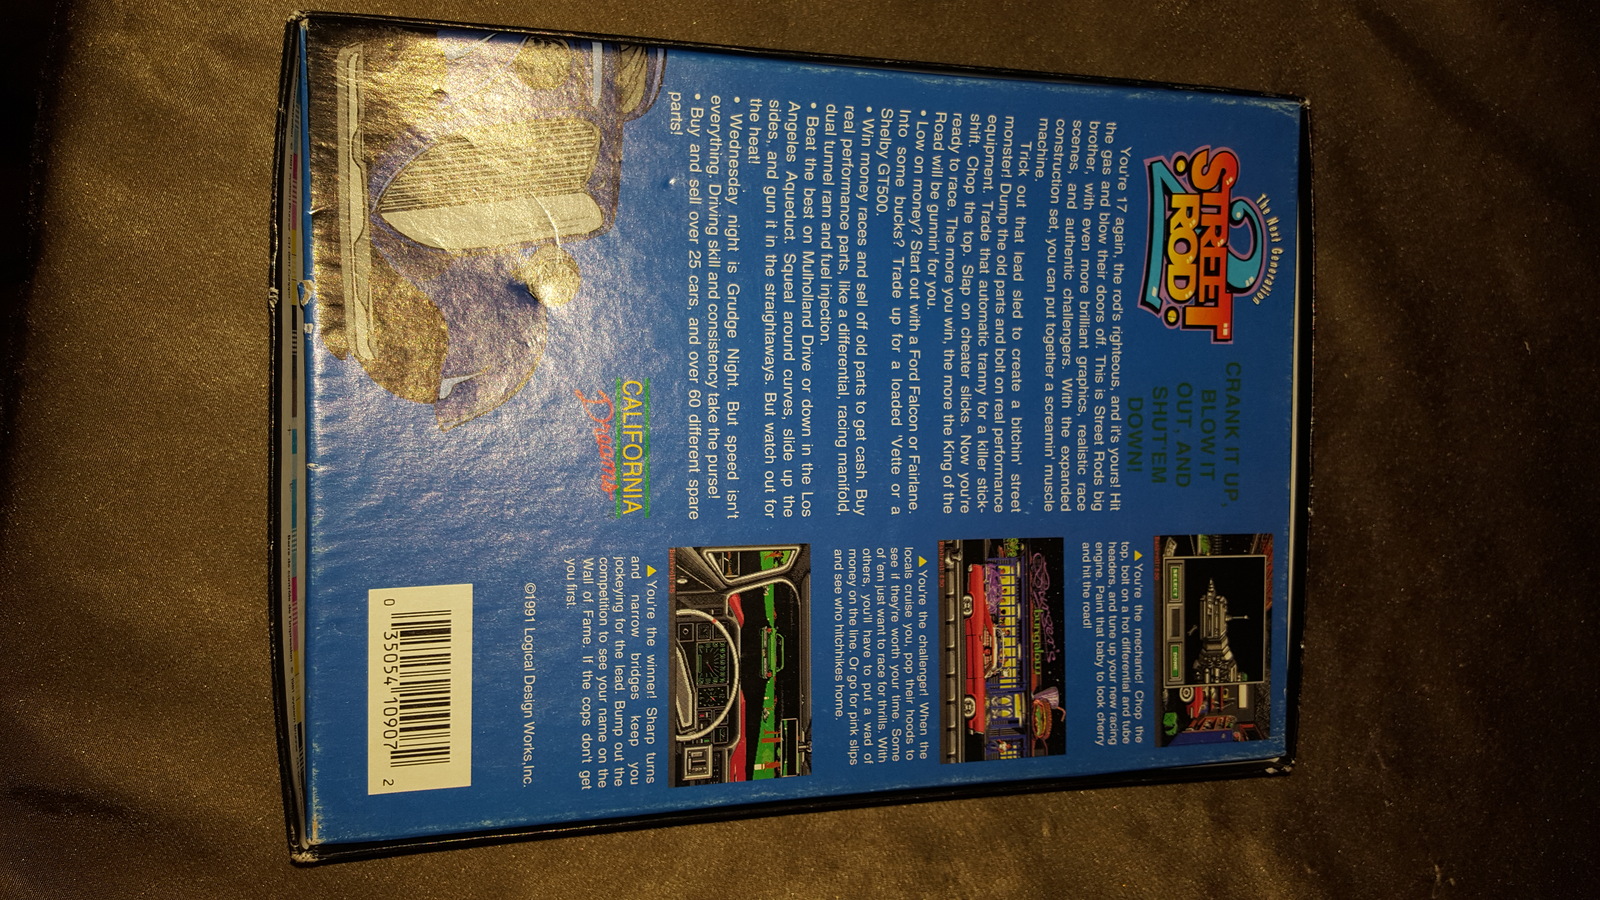 The Next Generation
STREET
ROD
2
CRANK IT UP,
BLOW IT
OUT, AND
SHUT'EM
DOWN!
You're 17 again, the rod's righteous, and it's yours! Hit
the gas and blow their doors off. This is Street Rods big
brother, with even more brilliant graphics, realistic race
scenes, and authentic challengers. With the expanded
construction set, you can put together a screamin' muscle
machine.
Trick out that lead sled to create a bitchin' street
monster! Dump the old parts and bolt on real performance
equipment. Trade that automatic tranny for a killer stick-
shift. Chop the top. Slap on cheater slicks. Now you're
ready to race. The more you win, the more the King of the
Road will be gunnin' for you.
• Low on money? Start out with a Ford Falcon or Fairlane.
Into some bucks? Trade up for a loaded 'Vette or a
Shelby GT500.
• Win money races and sell off old parts to get cash. Buy
real performance parts, like a differential, racing manifold,
dual tunnel ram and fuel injection.
• Beat the best on Mulholland Drive or down in the Los
Angeles Aqueduct. Squeal around curves, slide up the
sides, and gun it in the straightaways. But watch out for
the heat!
• Wednesday night is Grudge Night. But speed isn't
everything. Driving skill and consistency take the purse!
• Buy and sell over 25 cars, and over 60 different spare
parts!
CALIFORNIA
Dreams
▲ You're the mechanic! Chop the
top, bolt on a hot differential and tube
headers, and tune up your new racing
engine. Paint that baby to look cherry
and hit the road!
▲ You're the challenger! When the
locals cruise you, pop their hoods to
see if they're worth your time. Some
of 'em just want to race for thrills. With
others, you'll have to put a wad of
money on the line. Or go for pink slips
and see who hitchhikes home.
▲ You're the winner! Sharp turns
and narrow bridges keep you
jockeying for the lead. Bump out the
competition to see your name on the
Wall of Fame. If the cops don't get
you first.
©1991 Logical Design Works, Inc.
0 35054 10907 2